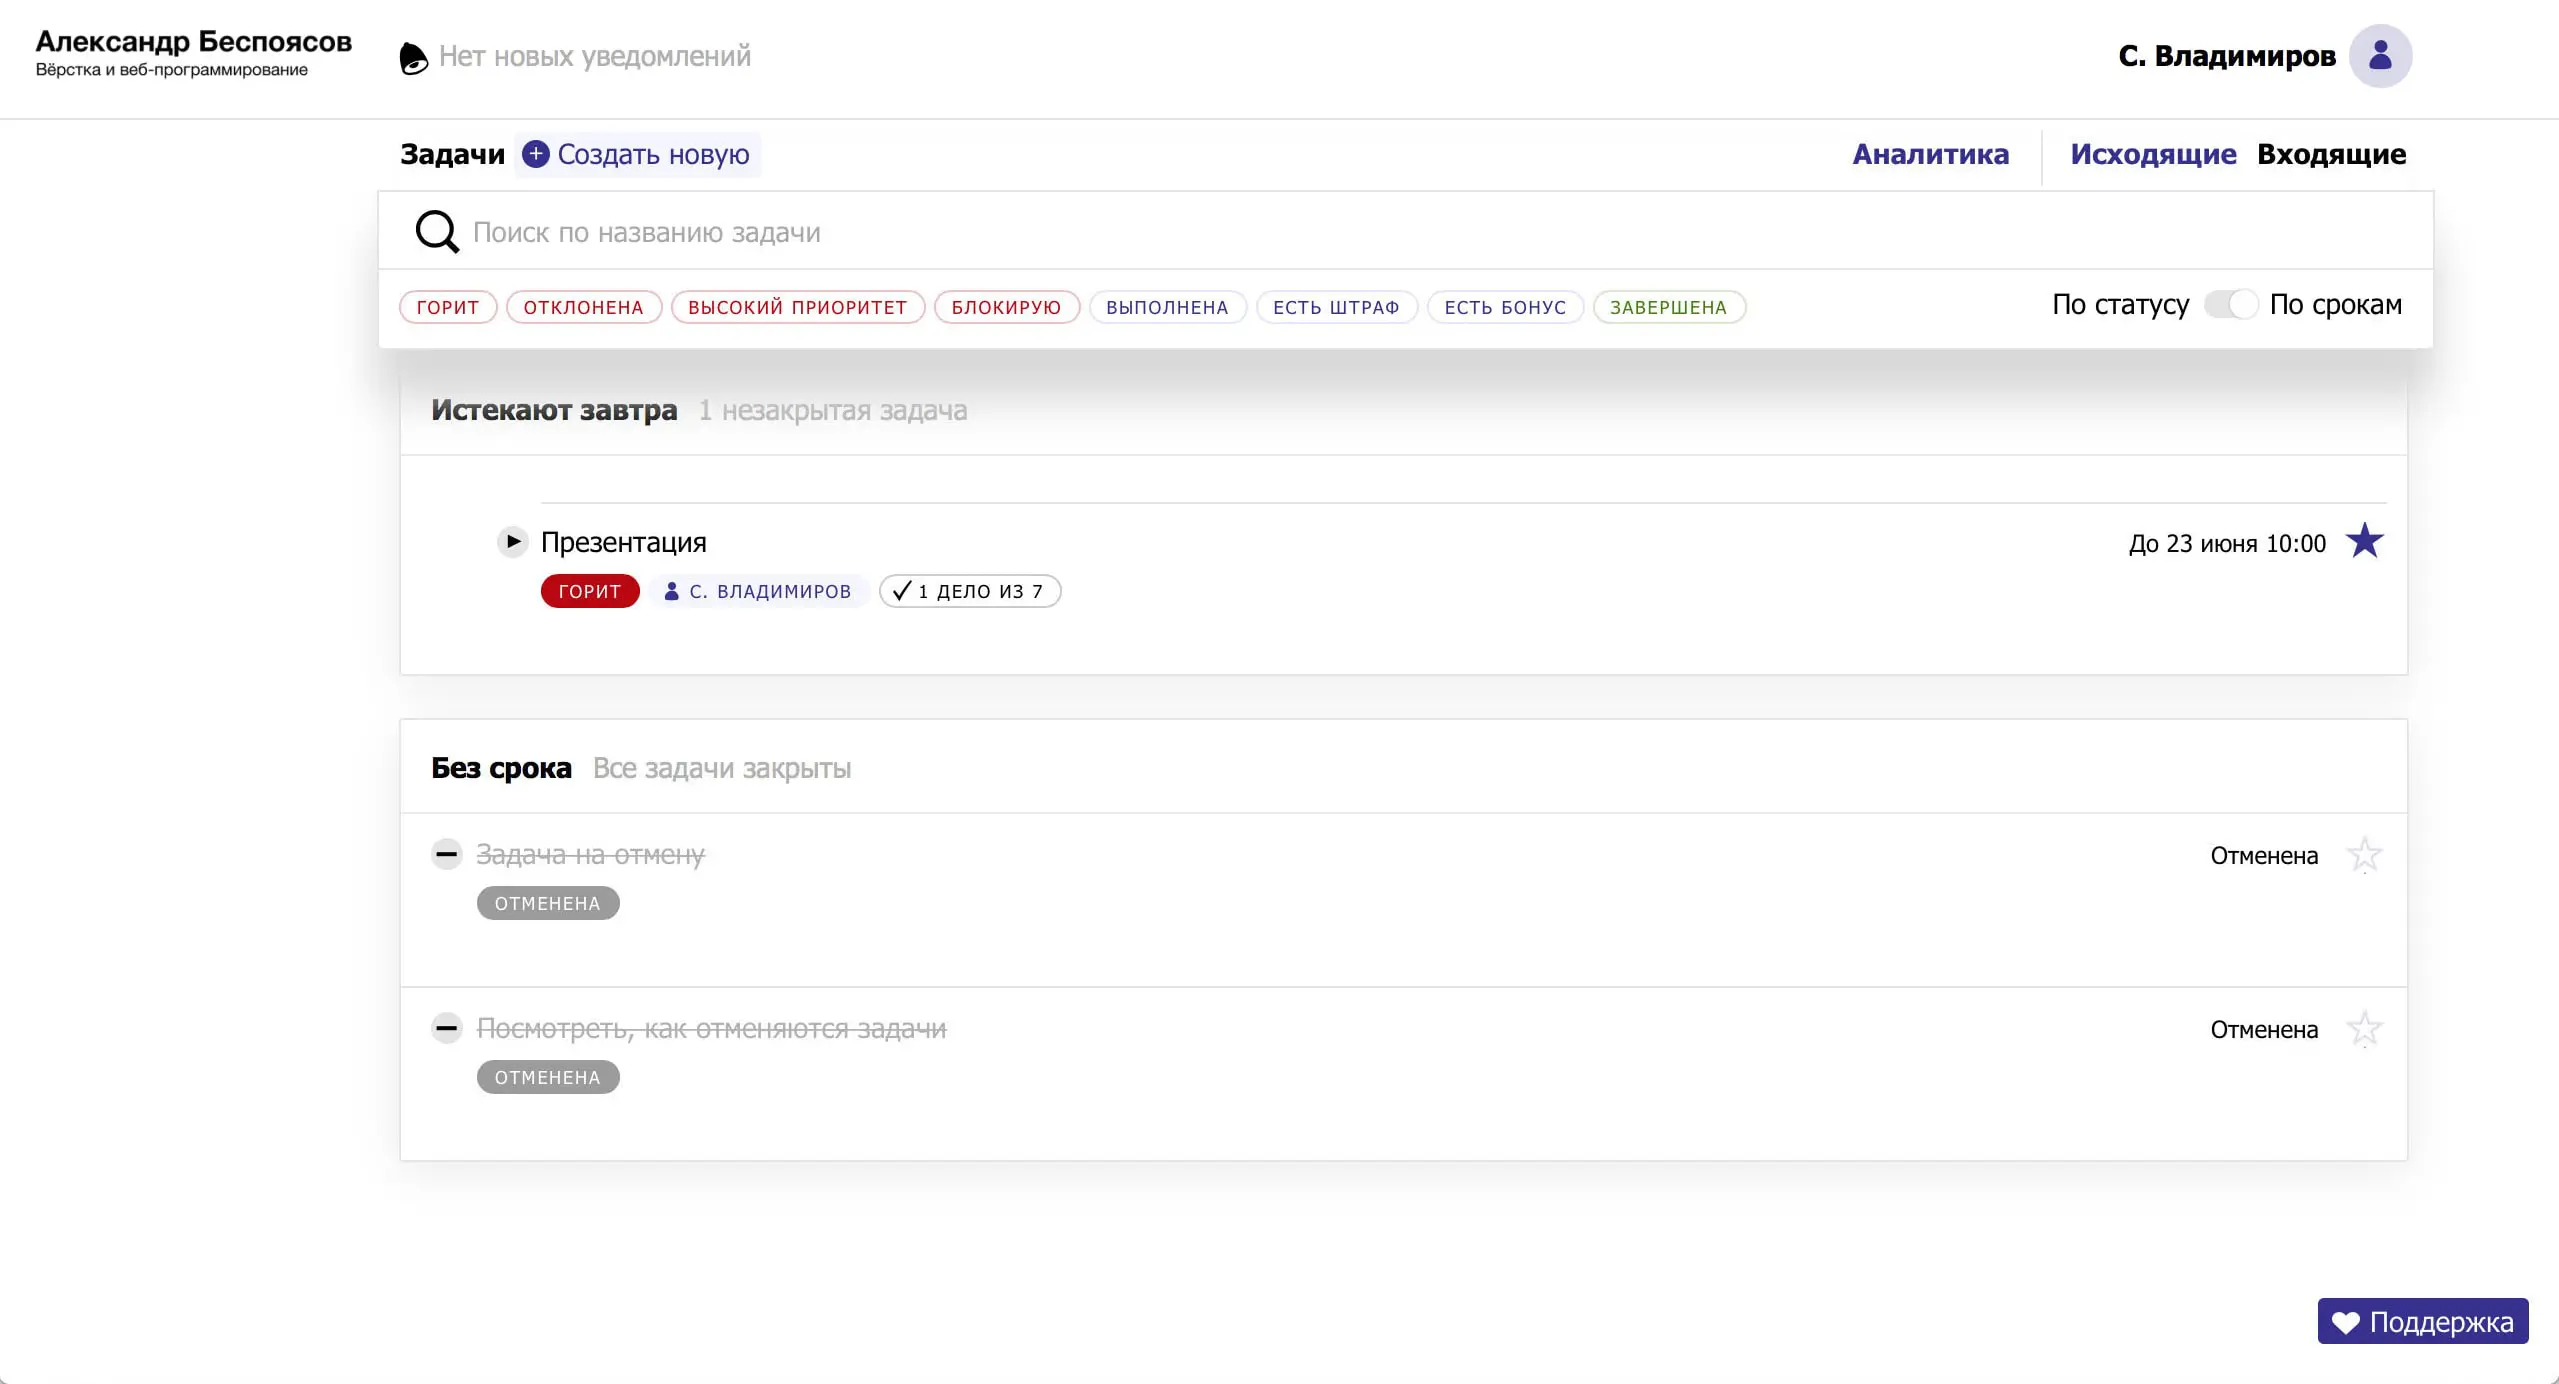 Александр Беспоясов
Вёрстка и веб-программирование
Нет новых уведомлений
С. Владимиров
Задачи Создать новую
Аналитика Исходящие Входящие
Поиск по названию задачи
ГОРИТ ОТКЛОНЕНА ВЫСОКИЙ ПРИОРИТЕТ БЛОКИРУЮ ВЫПОЛНЕНА ЕСТЬ ШТРАФ ЕСТЬ БОНУС ЗАВЕРШЕНА
По статусу По срокам
Истекают завтра 1 незакрытая задача
Презентация До 23 июня 10:00
ГОРИТ С. ВЛАДИМИРОВ 1 ДЕЛО ИЗ 7
Без срока Все задачи закрыты
Задача на отмену Отменена
ОТМЕНЕНА
Посмотреть, как отменяются задачи Отменена
ОТМЕНЕНА
Поддержка